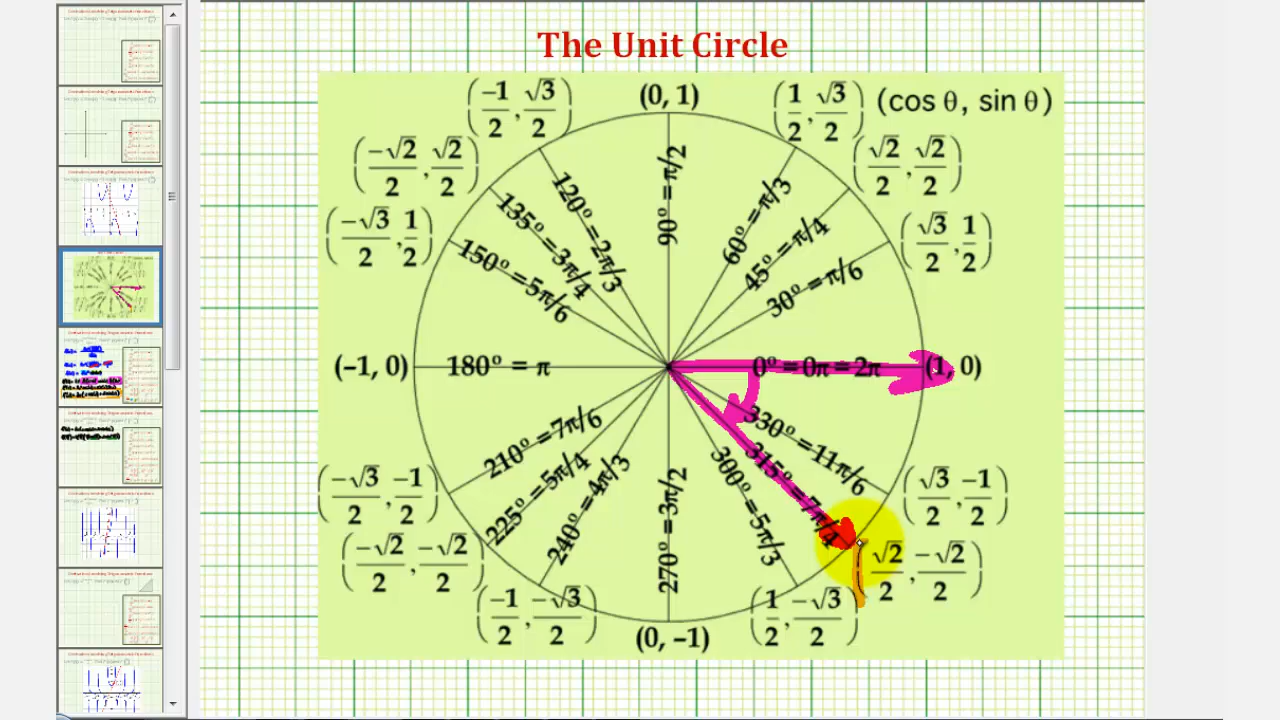 The Unit Circle
(cos θ, sin θ)
(0, 1)
(1/2, √3/2)
(√2/2, √2/2)
(√3/2, 1/2)
(1, 0)
(√3/2, −1/2)
(√2/2, −√2/2)
(1/2, −√3/2)
(0, −1)
(−1/2, −√3/2)
(−√2/2, −√2/2)
(−√3/2, −1/2)
(−1, 0)
(−√3/2, 1/2)
(−√2/2, √2/2)
(−1/2, √3/2)
90° = π/2
60° = π/3
45° = π/4
30° = π/6
0° = 0π = 2π
330° = 11π/6
315° = 7π/4
300° = 5π/3
270° = 3π/2
240° = 4π/3
225° = 5π/4
210° = 7π/6
180° = π
150° = 5π/6
135° = 3π/4
120° = 2π/3